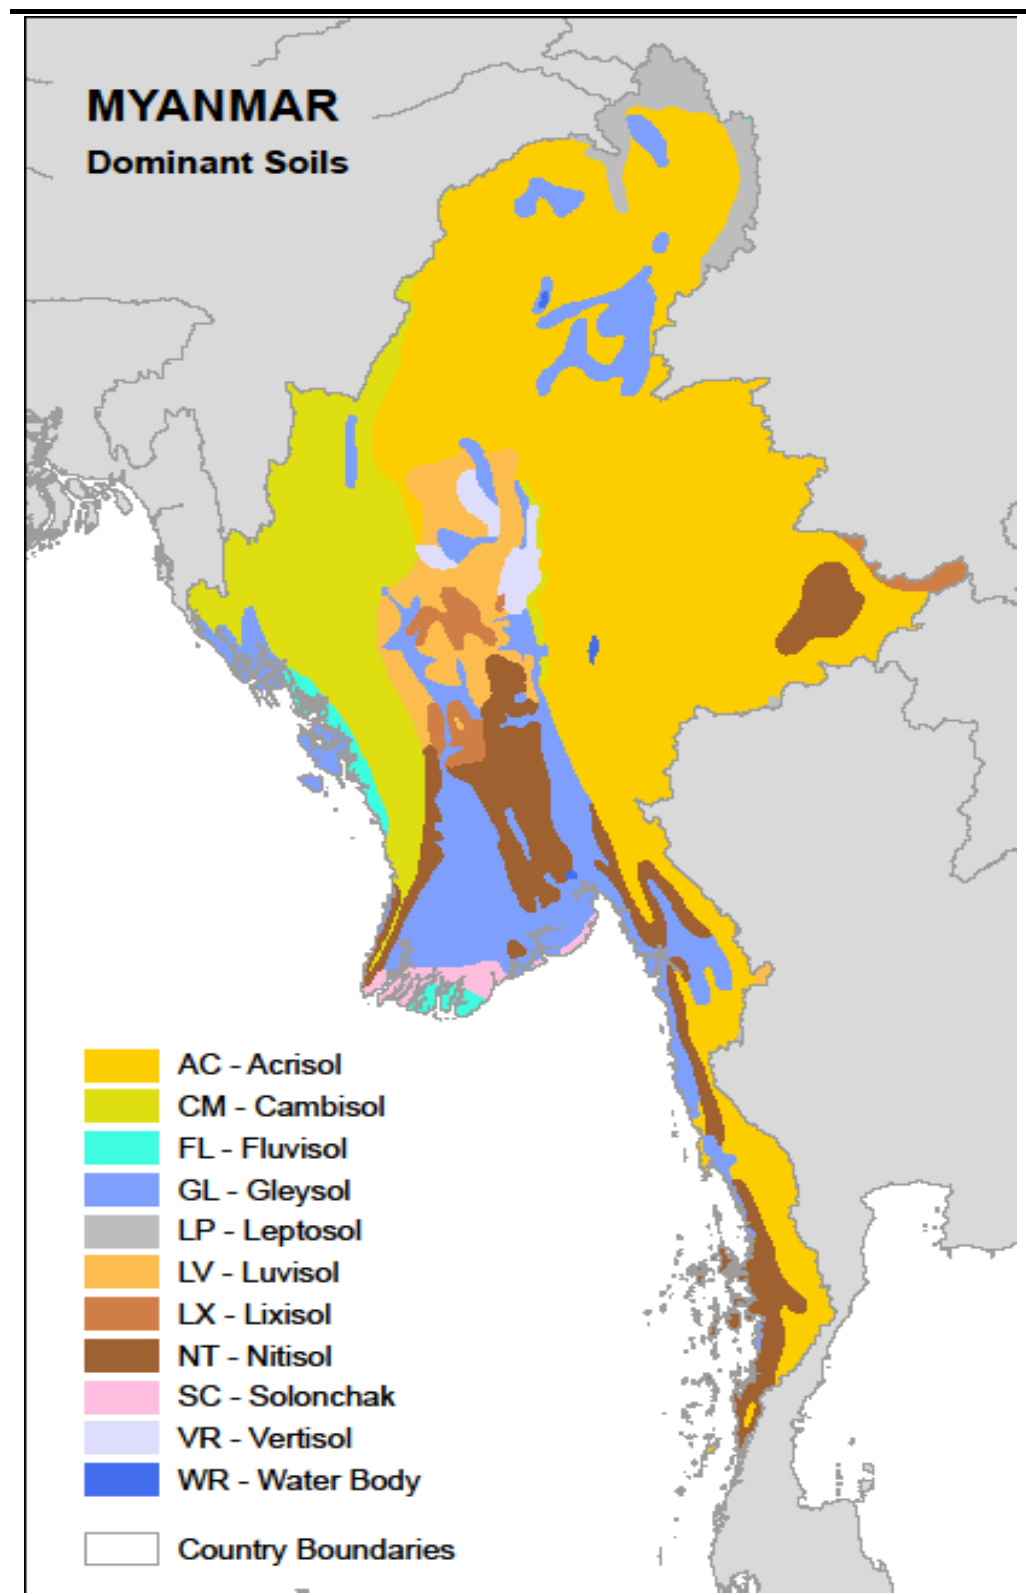 MYANMAR
Dominant Soils
AC - Acrisol
CM - Cambisol
FL - Fluvisol
GL - Gleysol
LP - Leptosol
LV - Luvisol
LX - Lixisol
NT - Nitisol
SC - Solonchak
VR - Vertisol
WR - Water Body
Country Boundaries